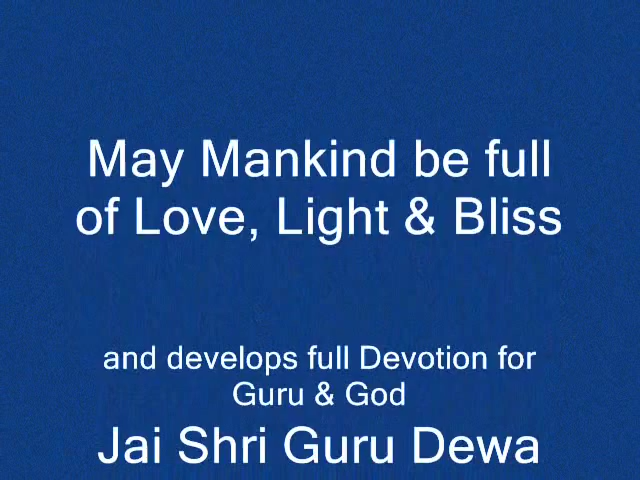 May Mankind be full
of Love, Light & Bliss
and develops full Devotion for
Guru & God
Jai Shri Guru Dewa